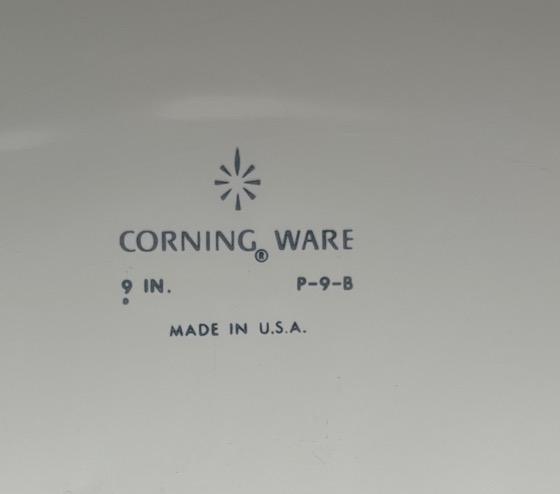 CORNING® WARE
9 IN. P-9-B
MADE IN U.S.A.